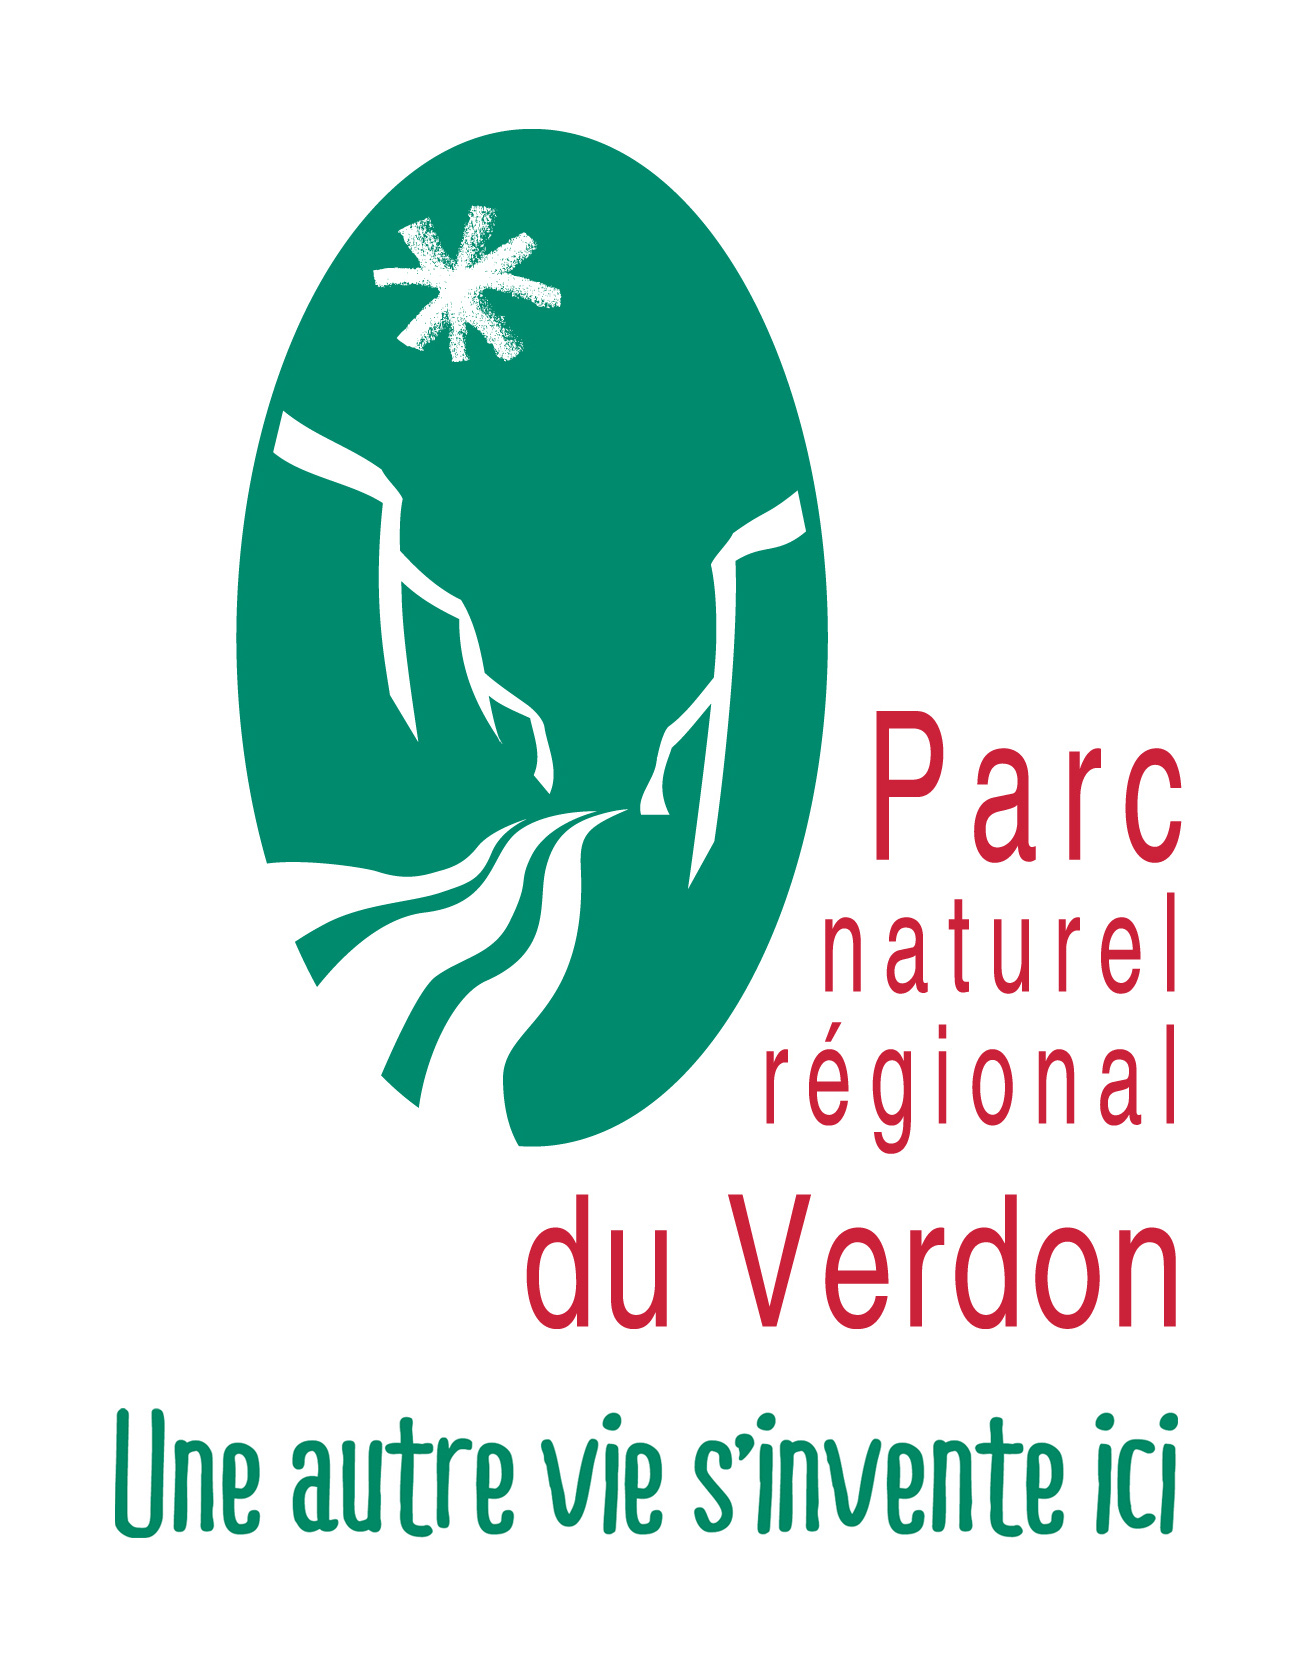 Parc
naturel
régional
du Verdon
Une autre vie s'invente ici